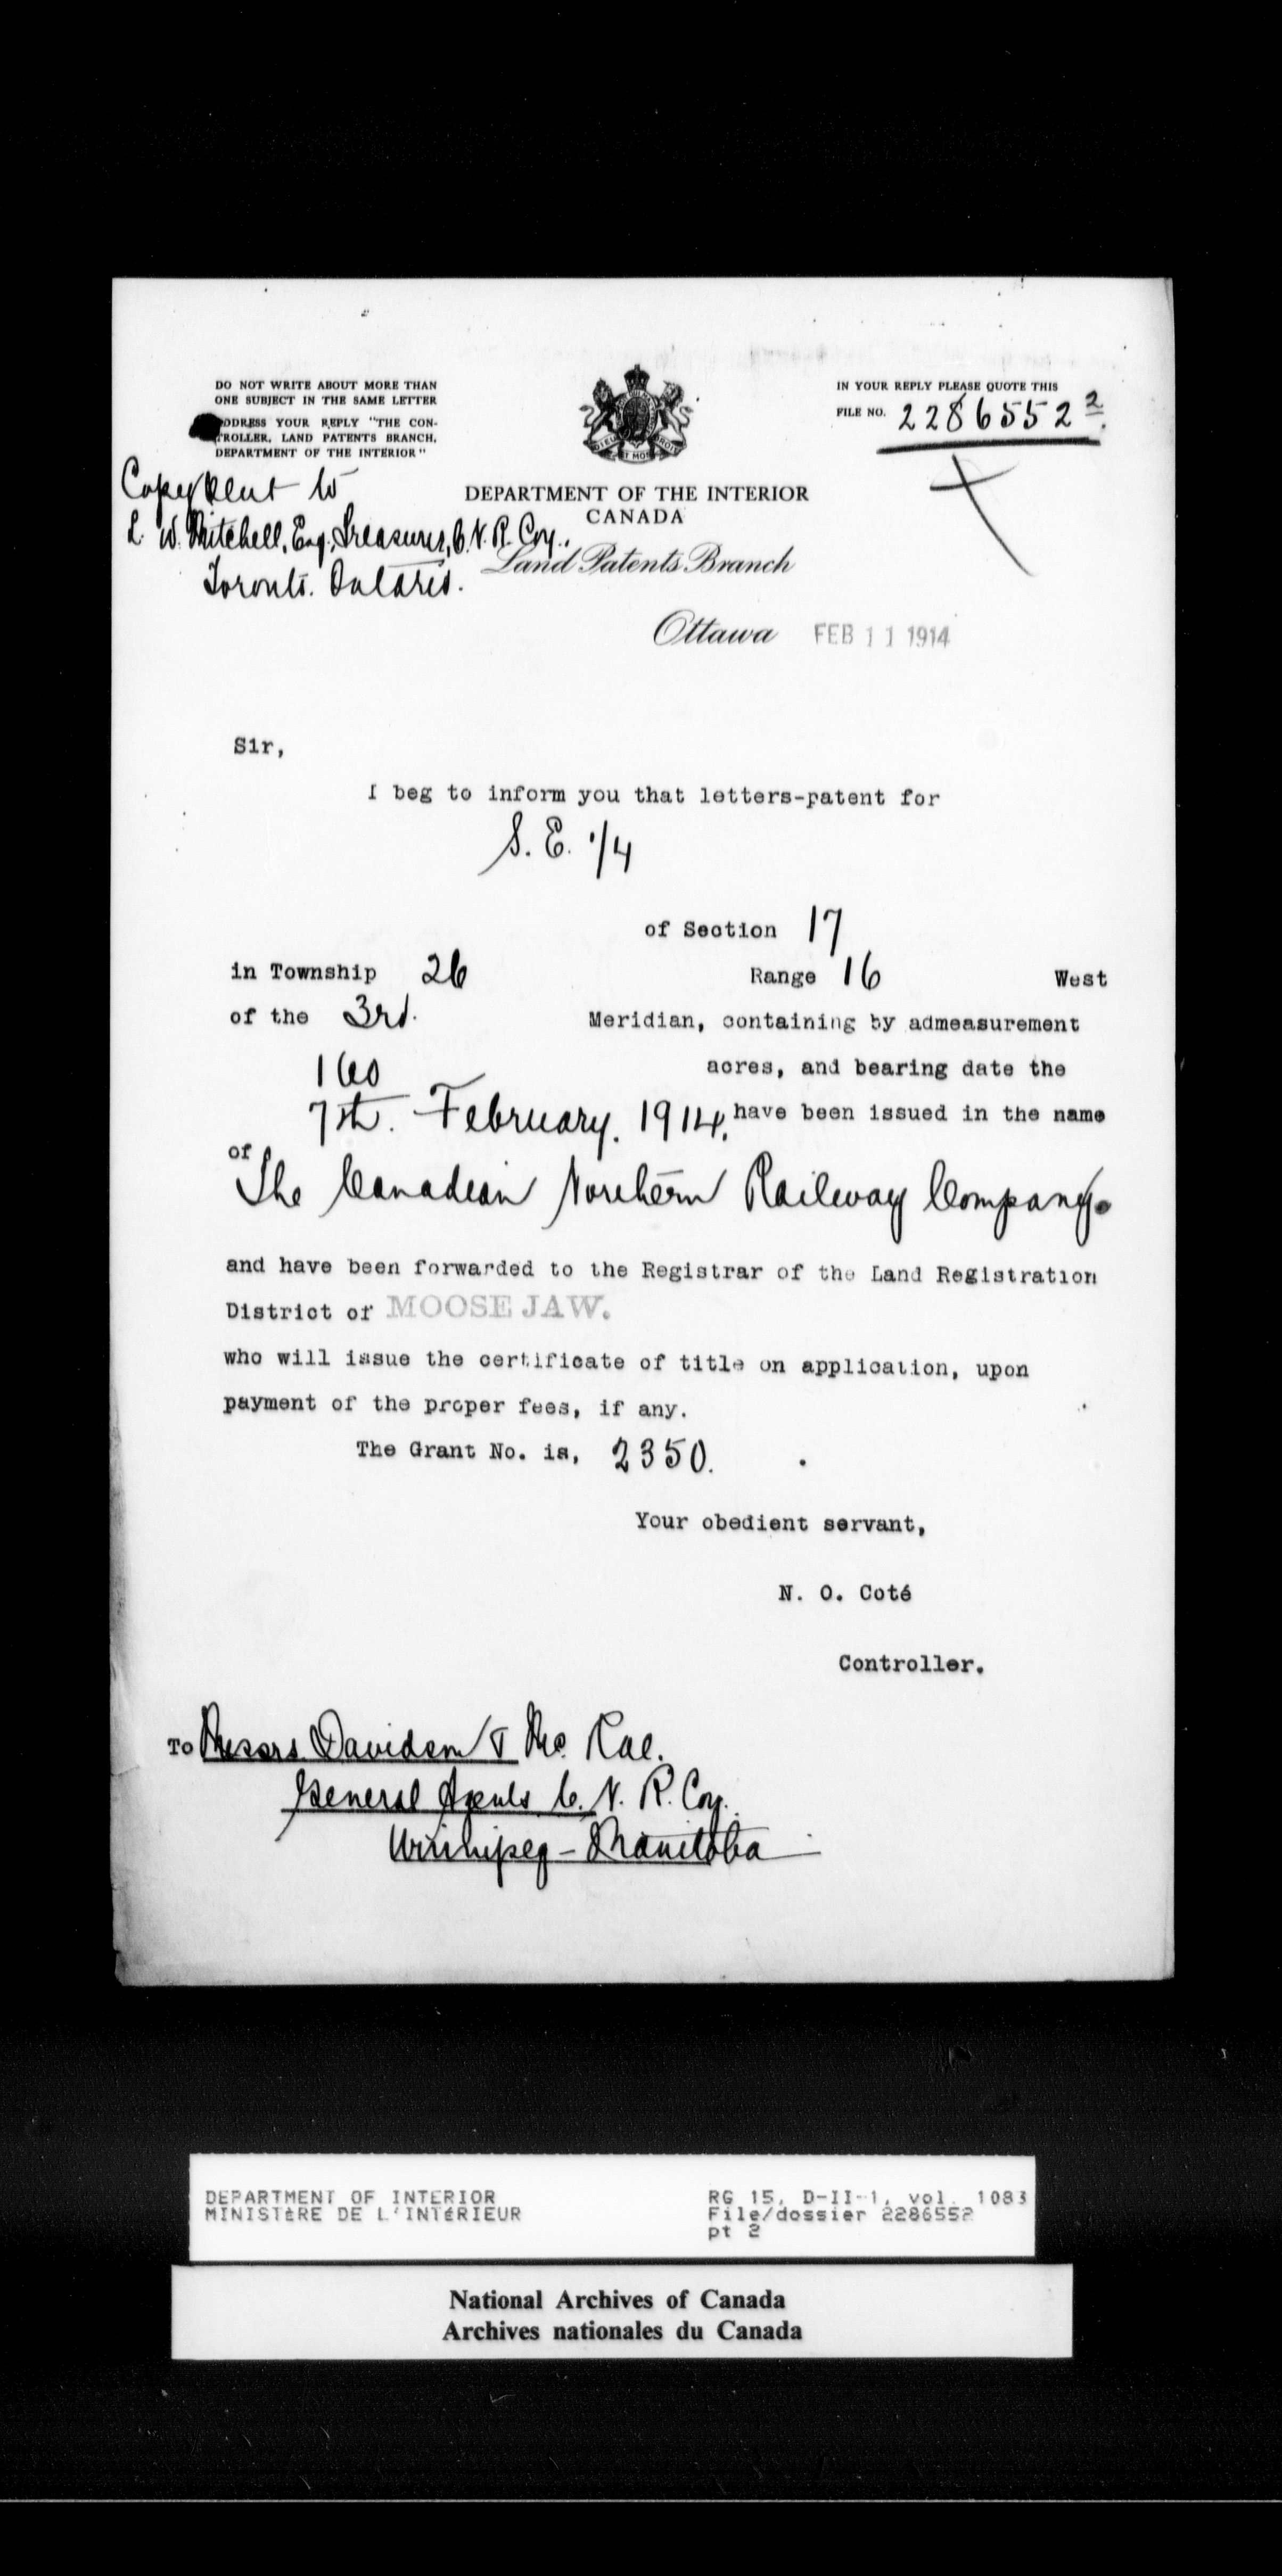 DO NOT WRITE ABOUT MORE THAN
ONE SUBJECT IN THE SAME LETTER
DDRESS YOUR REPLY "THE CON-
TROLLER, LAND PATENTS BRANCH,
DEPARTMENT OF THE INTERIOR"
IN YOUR REPLY PLEASE QUOTE THIS
FILE NO. 2286552 2.
Copy sent to
L. W. Mitchell, Esq. Treasurer, C. N. R. Coy.,
Toronto. Ontario.
DIEU ET MON DROIT
DEPARTMENT OF THE INTERIOR
CANADA
Land Patents Branch
Ottawa FEB 11 1914
Sir,
I beg to inform you that letters-patent for
S. E. 1/4
of Section 17
in Township 26 Range 16 West
of the 3rd. Meridian, containing by admeasurement
160 acres, and bearing date the
7th. February. 1914, have been issued in the name
of
The Canadian Northern Railway Company.
and have been forwarded to the Registrar of the Land Registration
District of MOOSE JAW.
who will issue the certificate of title on application, upon
payment of the proper fees, if any.
The Grant No. is, 2350.
Your obedient servant,
N. O. Coté
Controller.
To Messrs Davidson & Mc. Rae.
General Agents C. N. R. Coy.
Winnipeg - Manitoba
DEPARTMENT OF INTERIOR
MINISTÈRE DE L'INTÉRIEUR
RG 15, D-II-1, vol. 1083
File/dossier 2286552
pt 2
National Archives of Canada
Archives nationales du Canada